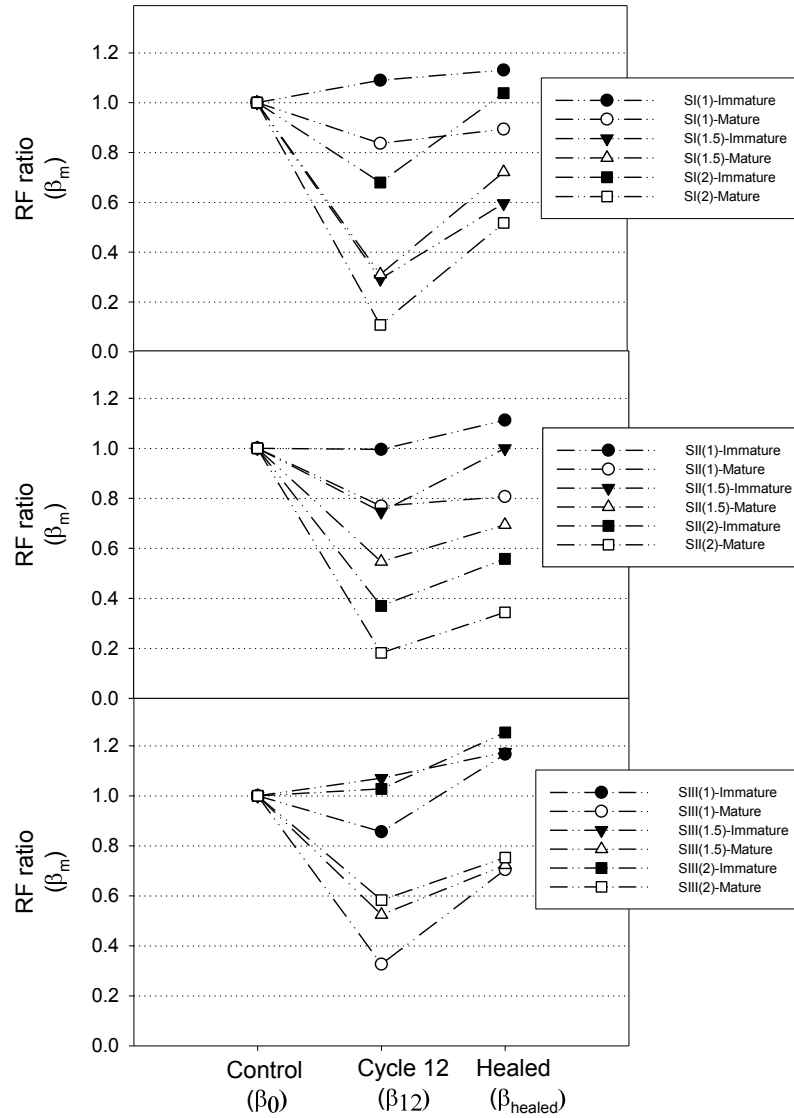 1.2
1.0
0.8
0.6
0.4
0.2
0.0
RF ratio
(βm)
SI(1)-Immature
SI(1)-Mature
SI(1.5)-Immature
SI(1.5)-Mature
SI(2)-Immature
SI(2)-Mature
1.2
1.0
0.8
0.6
0.4
0.2
0.0
RF ratio
(βm)
SII(1)-Immature
SII(1)-Mature
SII(1.5)-Immature
SII(1.5)-Mature
SII(2)-Immature
SII(2)-Mature
1.2
1.0
0.8
0.6
0.4
0.2
0.0
RF ratio
(βm)
SIII(1)-Immature
SIII(1)-Mature
SIII(1.5)-Immature
SIII(1.5)-Mature
SIII(2)-Immature
SIII(2)-Mature
Control Cycle 12 Healed
(β0) (β12) (βhealed)